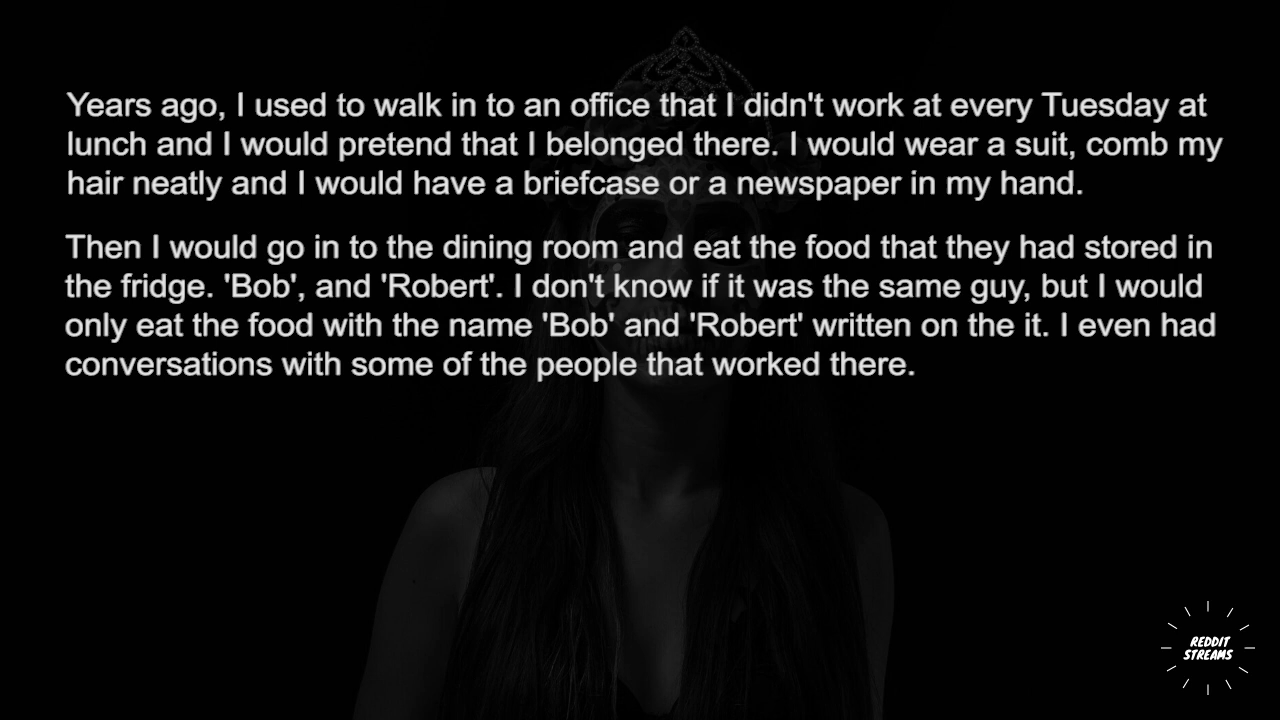 Years ago, I used to walk in to an office that I didn't work at every Tuesday at
lunch and I would pretend that I belonged there. I would wear a suit, comb my
hair neatly and I would have a briefcase or a newspaper in my hand.
Then I would go in to the dining room and eat the food that they had stored in
the fridge. 'Bob', and 'Robert'. I don't know if it was the same guy, but I would
only eat the food with the name 'Bob' and 'Robert' written on the it. I even had
conversations with some of the people that worked there.
REDDIT
STREAMS